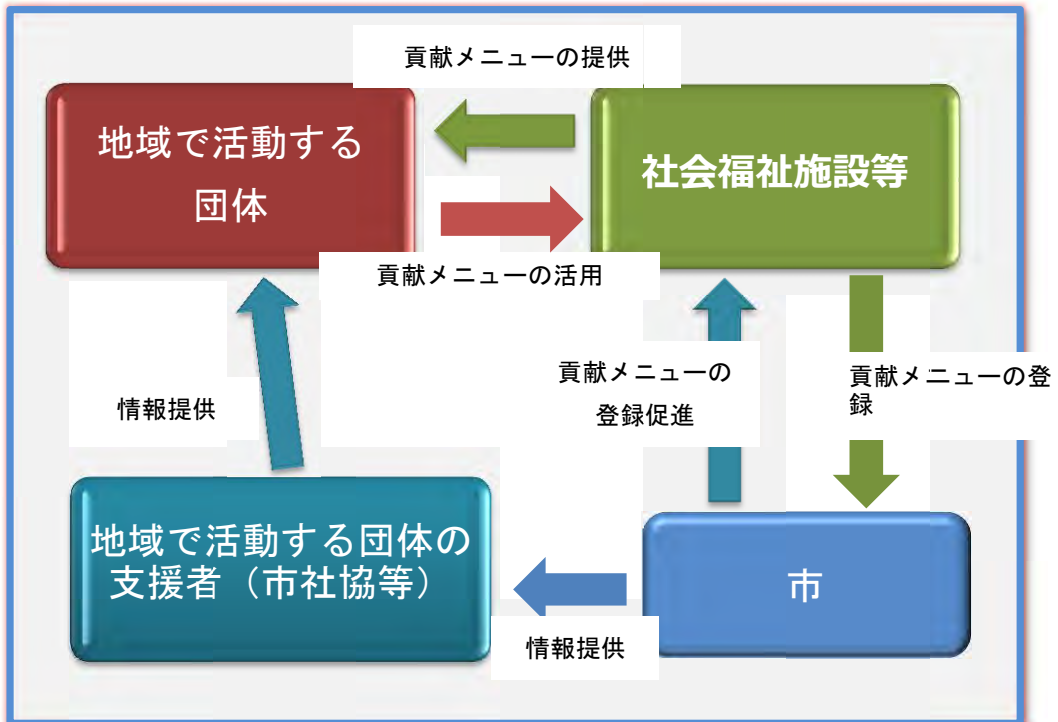 貢献メニューの提供
地域で活動する
団体
社会福祉施設等
貢献メニューの活用
貢献メニューの
登録促進
貢献メニューの登
録
情報提供
地域で活動する団体の
支援者（市社協等）
市
情報提供